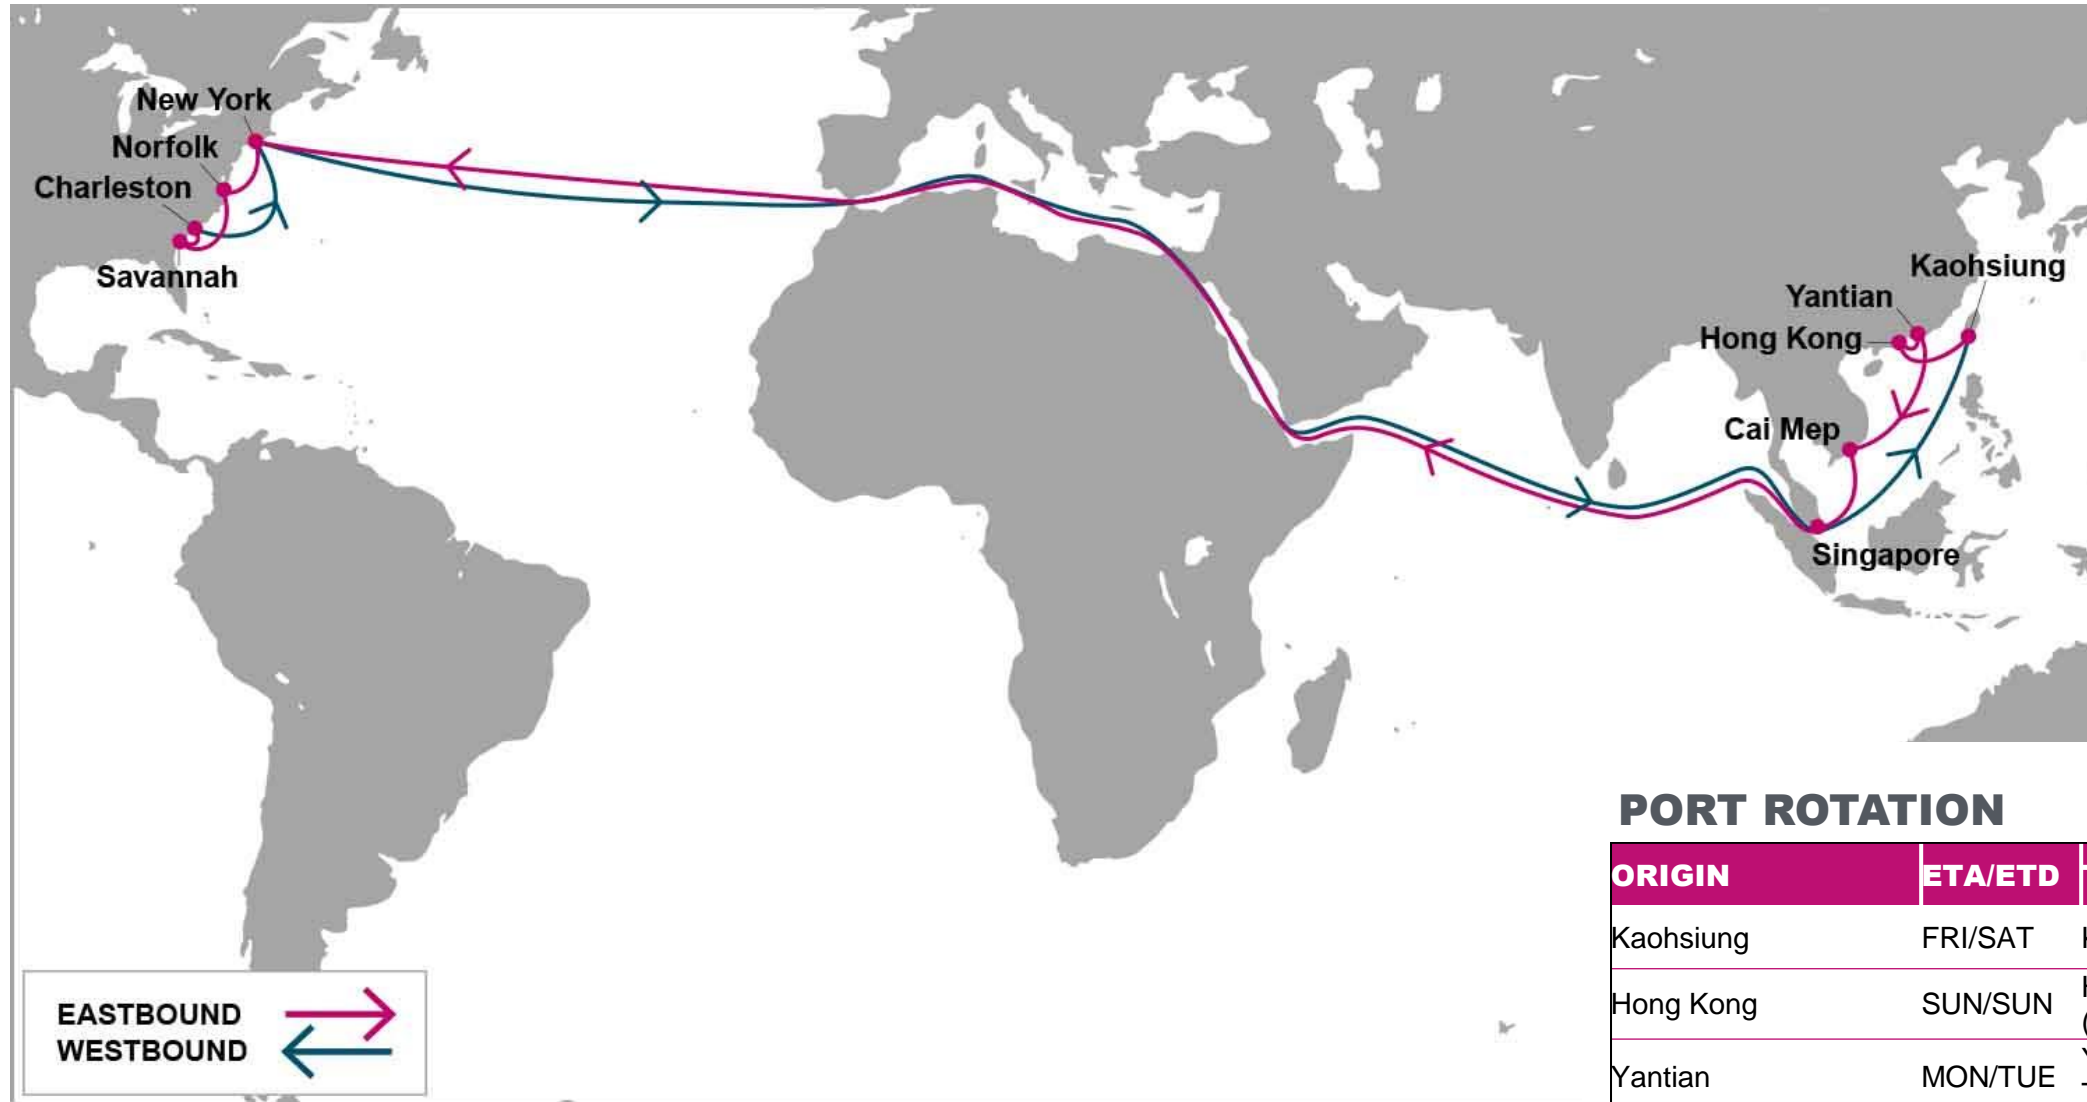 New York
Norfolk
Charleston
Savannah
Kaohsiung
Yantian
Hong Kong
Cai Mep
Singapore
EASTBOUND
WESTBOUND
PORT ROTATION
ORIGIN ETA/ETD
Kaohsiung FRI/SAT
Hong Kong SUN/SUN
Yantian MON/TUE